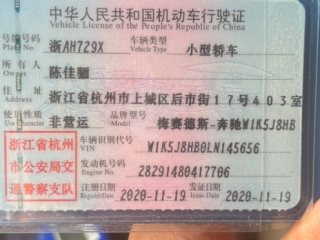 中华人民共和国机动车行驶证
Vehicle License of the People's Republic of China
号牌号码 浙AH729X 车辆类型 小型轿车
Plate No. Vehicle Type
所有人 陈佳骊
Owner
住址 浙江省杭州市上城区后市街17号403室
Address
使用性质 非营运 品牌型号 梅赛德斯-奔驰W1K5J8HB
Use Character Model
浙江省杭州 车辆识别代号 W1K5J8HB0LN145656
VIN
市公安局交 发动机号码 28291480417706
Engine No.
通警察支队 注册日期 2020-11-19 发证日期 2020-11-19
Register Date Issue Date